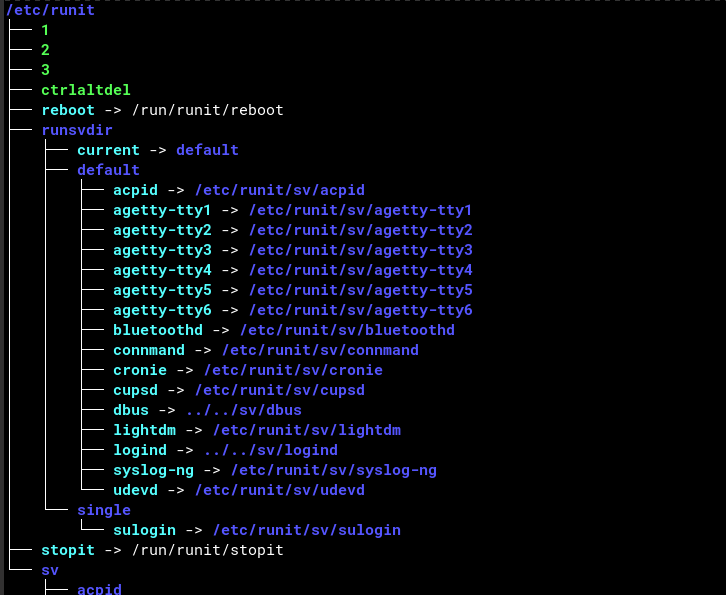 /etc/runit
├── 1
├── 2
├── 3
├── ctrlaltdel
├── reboot -> /run/runit/reboot
├── runsvdir
│   ├── current -> default
│   ├── default
│   │   ├── acpid -> /etc/runit/sv/acpid
│   │   ├── agetty-tty1 -> /etc/runit/sv/agetty-tty1
│   │   ├── agetty-tty2 -> /etc/runit/sv/agetty-tty2
│   │   ├── agetty-tty3 -> /etc/runit/sv/agetty-tty3
│   │   ├── agetty-tty4 -> /etc/runit/sv/agetty-tty4
│   │   ├── agetty-tty5 -> /etc/runit/sv/agetty-tty5
│   │   ├── agetty-tty6 -> /etc/runit/sv/agetty-tty6
│   │   ├── bluetoothd -> /etc/runit/sv/bluetoothd
│   │   ├── connmand -> /etc/runit/sv/connmand
│   │   ├── cronie -> /etc/runit/sv/cronie
│   │   ├── cupsd -> /etc/runit/sv/cupsd
│   │   ├── dbus -> ../../sv/dbus
│   │   ├── lightdm -> /etc/runit/sv/lightdm
│   │   ├── logind -> ../../sv/logind
│   │   ├── syslog-ng -> /etc/runit/sv/syslog-ng
│   │   └── udevd -> /etc/runit/sv/udevd
│   └── single
│       └── sulogin -> /etc/runit/sv/sulogin
├── stopit -> /run/runit/stopit
└── sv
    ├── acpid